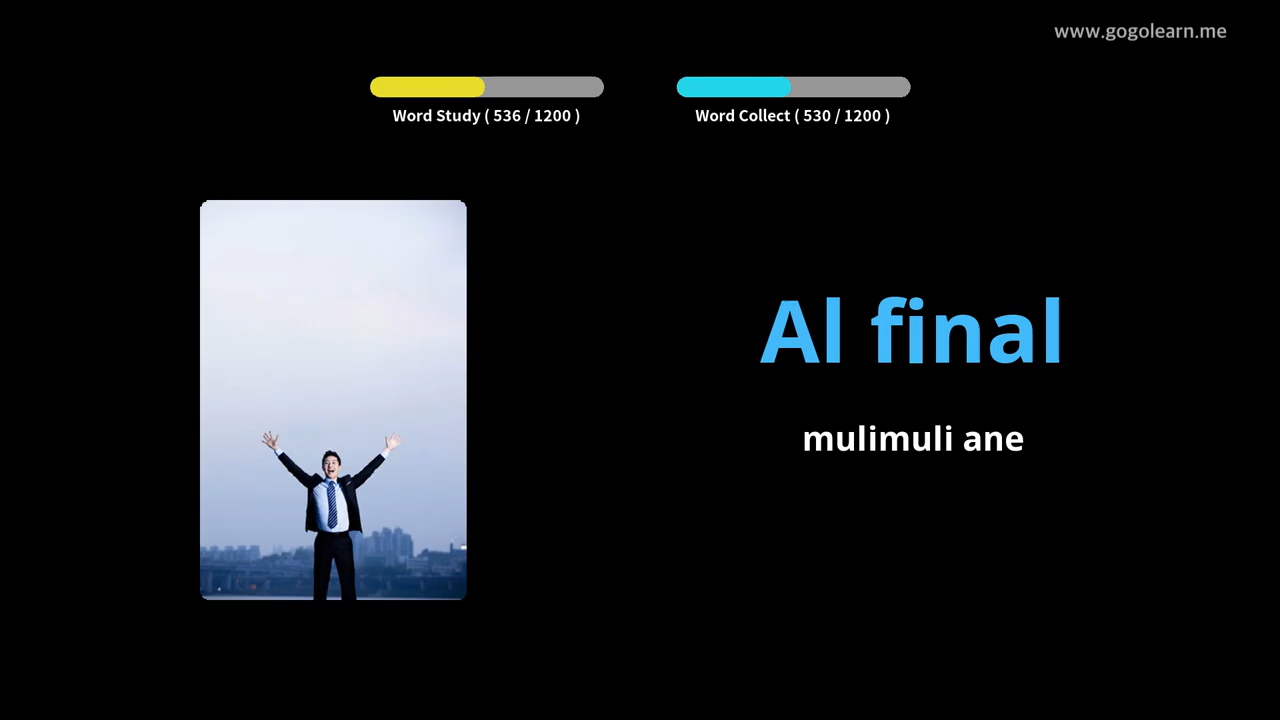 www.gogolearn.me
Word Study ( 536 / 1200 )
Word Collect ( 530 / 1200 )
Al final
mulimuli ane